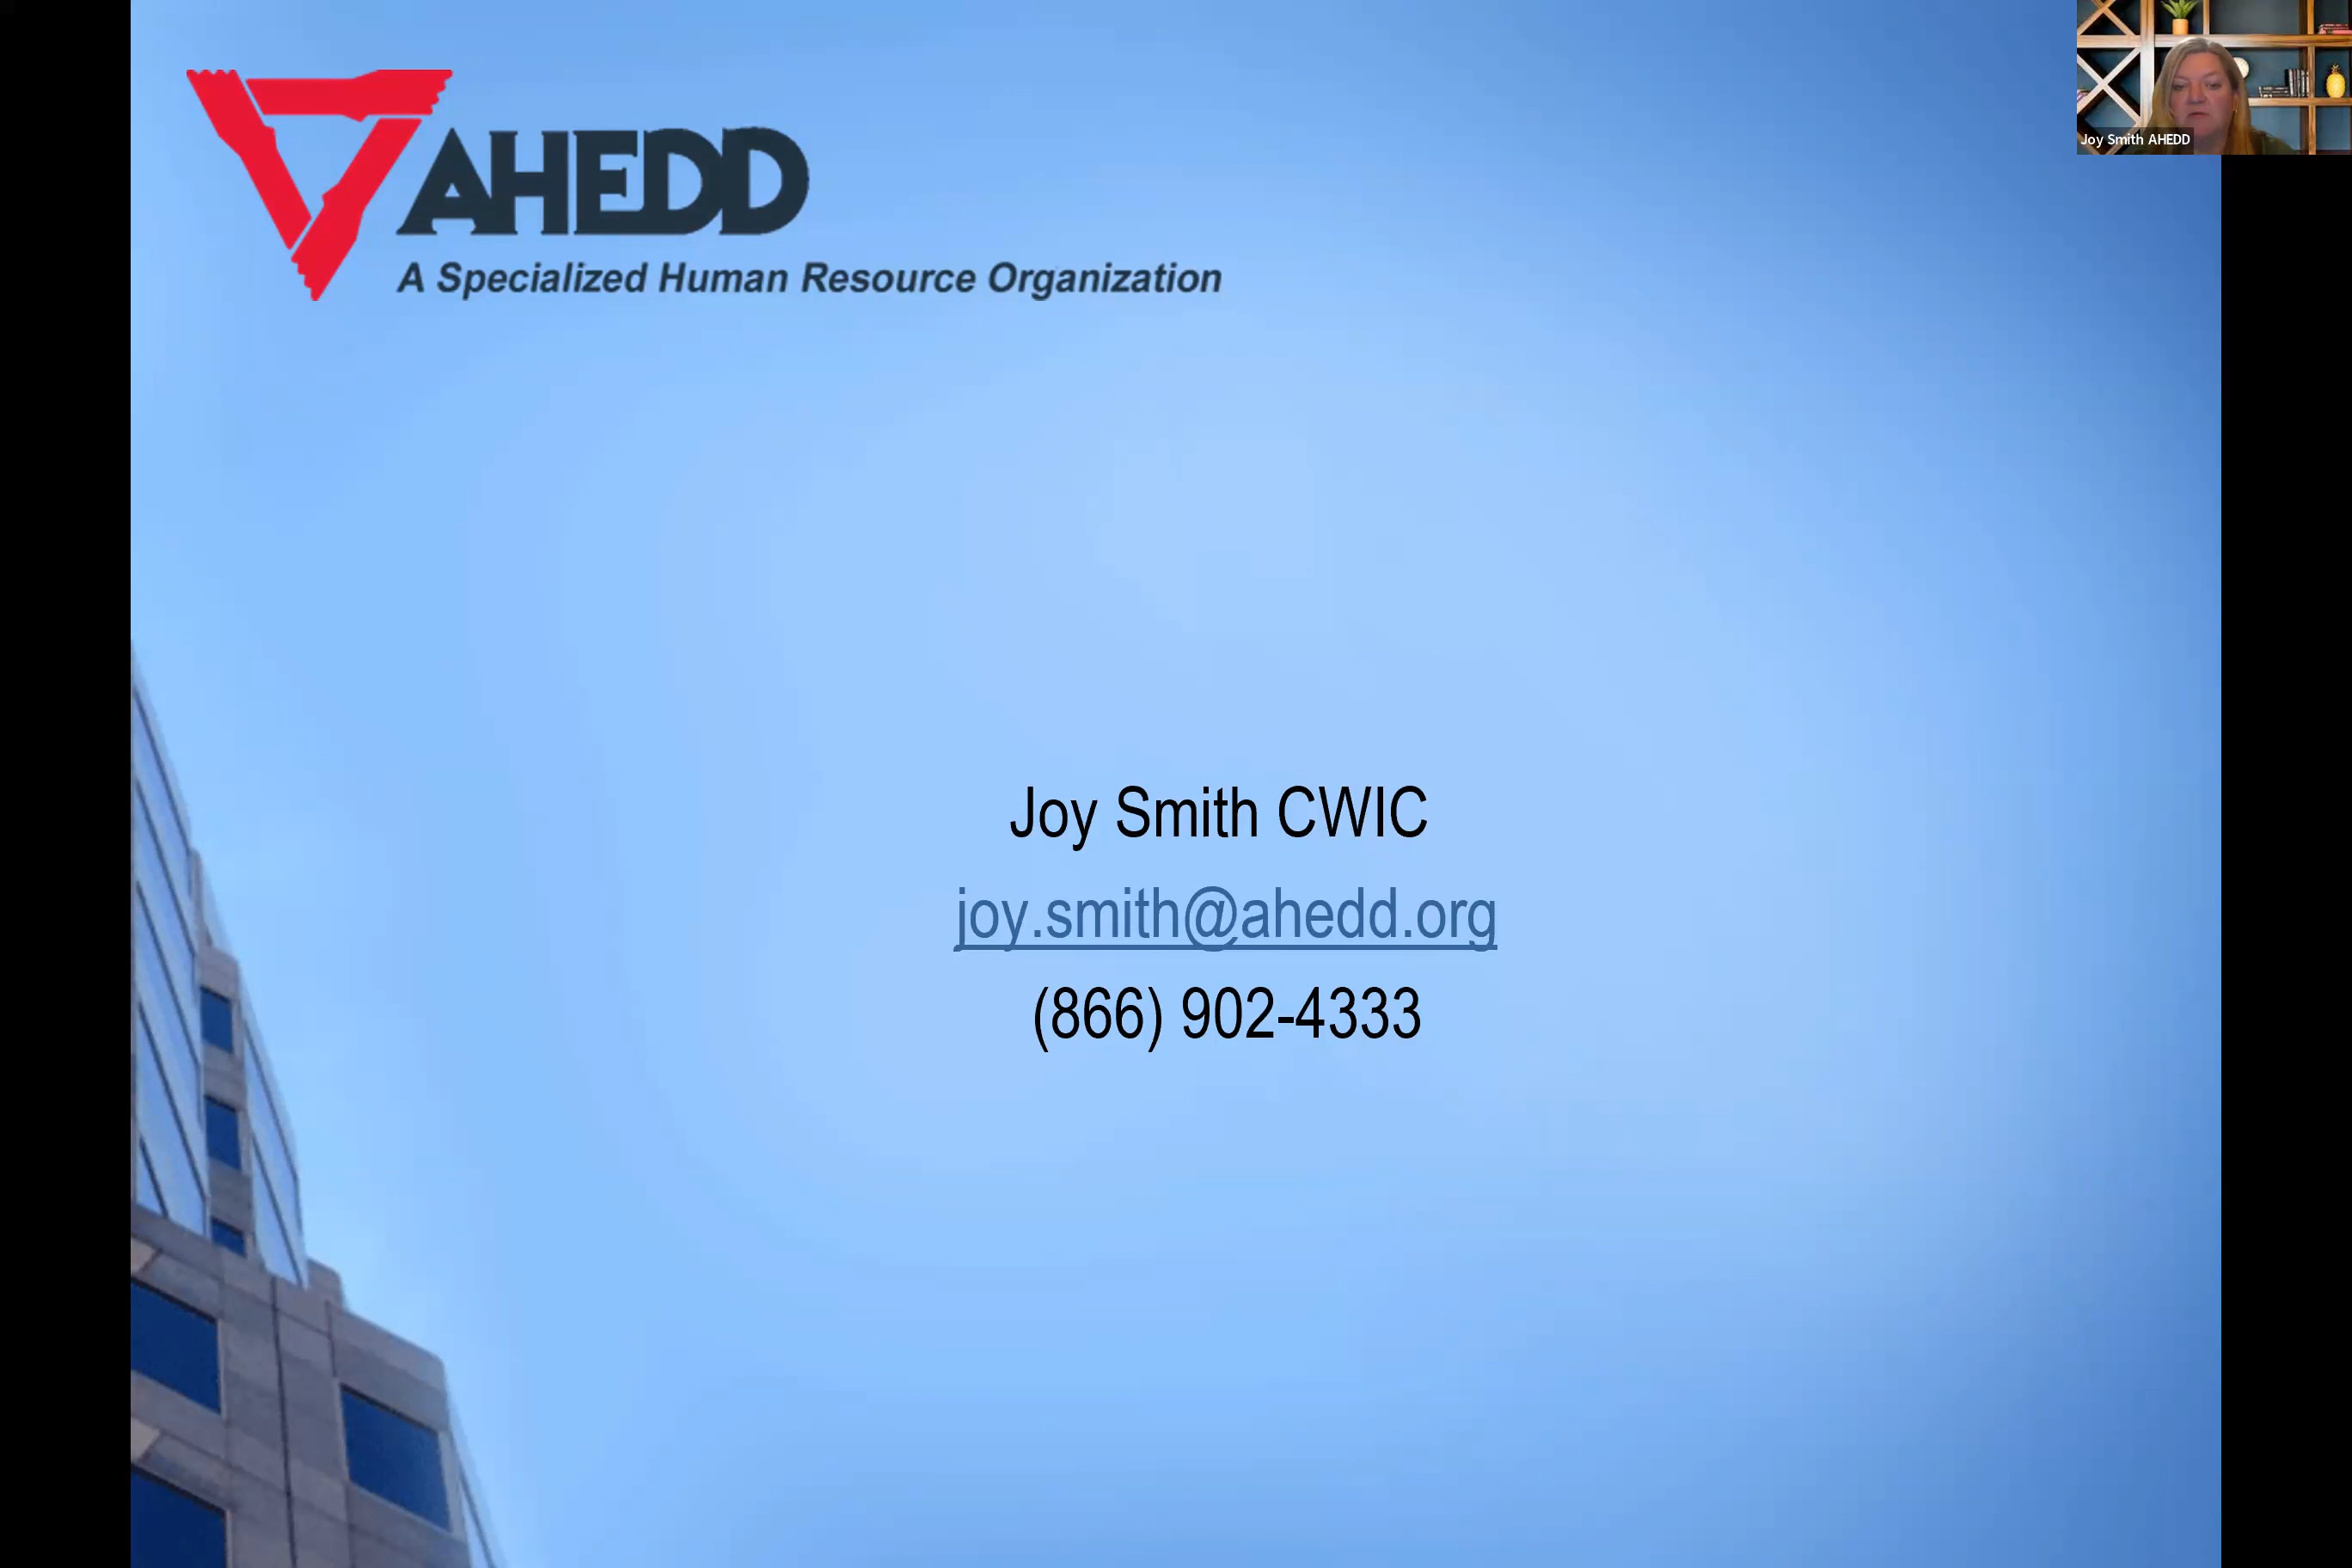 AHEDD
A Specialized Human Resource Organization
Joy Smith AHEDD
Joy Smith CWIC
joy.smith@ahedd.org
(866) 902-4333